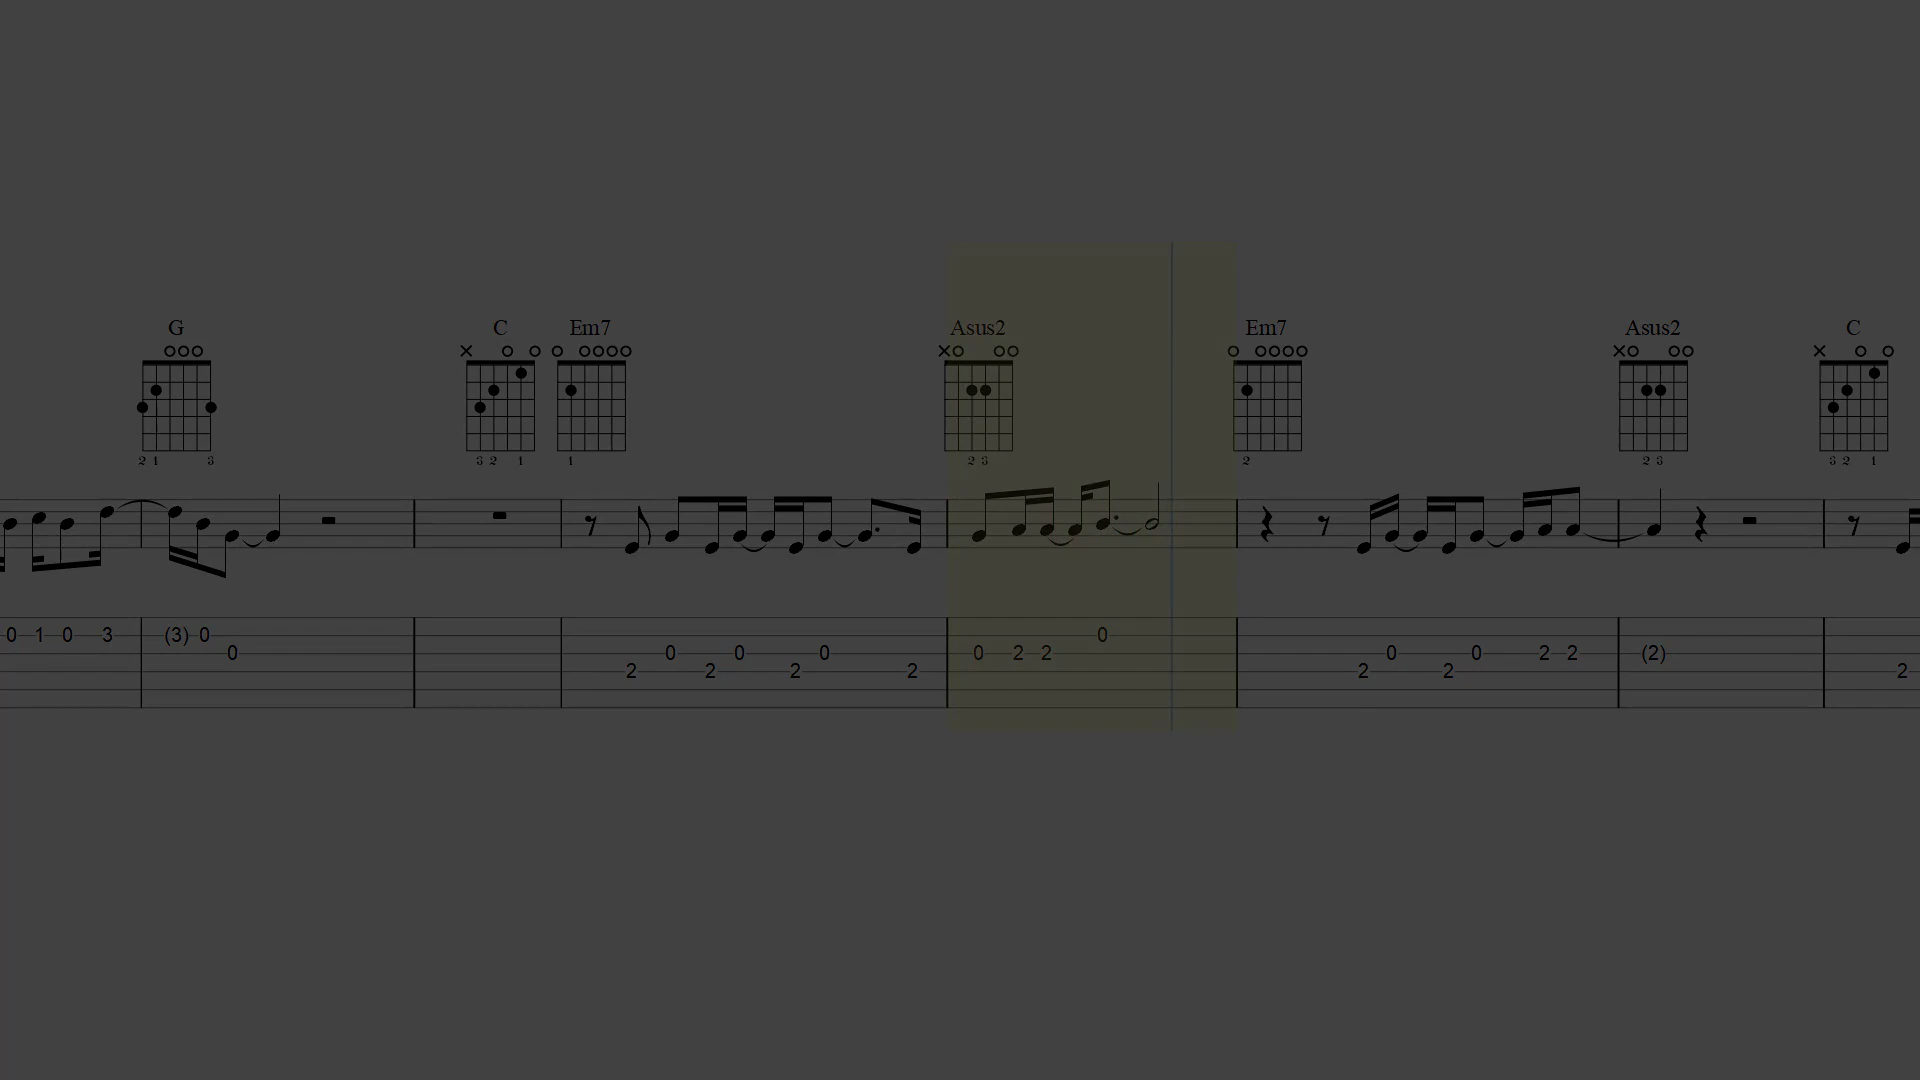 G C Em7 Asus2 Em7 Asus2 C
2 1 3 3 2 1 1 2 3 2 2 3 3 2 1
0 1 0 3 (3) 0 0
0 0 0 0 2 2 0 0 0 2 2 (2)
2 2 2 2 2 2 2